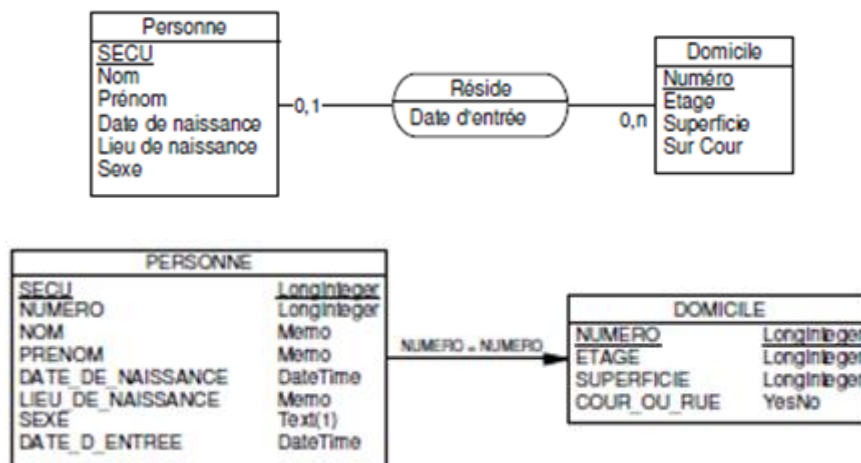 Personne
SECU
Nom
Prénom
Date de naissance
Lieu de naissance
Sexe
0,1
Réside
Date d'entrée
0,n
Domicile
Numéro
Etage
Superficie
Sur Cour
PERSONNE
SECU LongInteger
NUMERO LongInteger
NOM Memo
PRENOM Memo
DATE_DE_NAISSANCE DateTime
LIEU_DE_NAISSANCE Memo
SEXE Text(1)
DATE_D_ENTREE DateTime
NUMERO = NUMERO
DOMICILE
NUMERO LongInteger
ETAGE LongInteger
SUPERFICIE LongInteger
COUR_OU_RUE YesNo